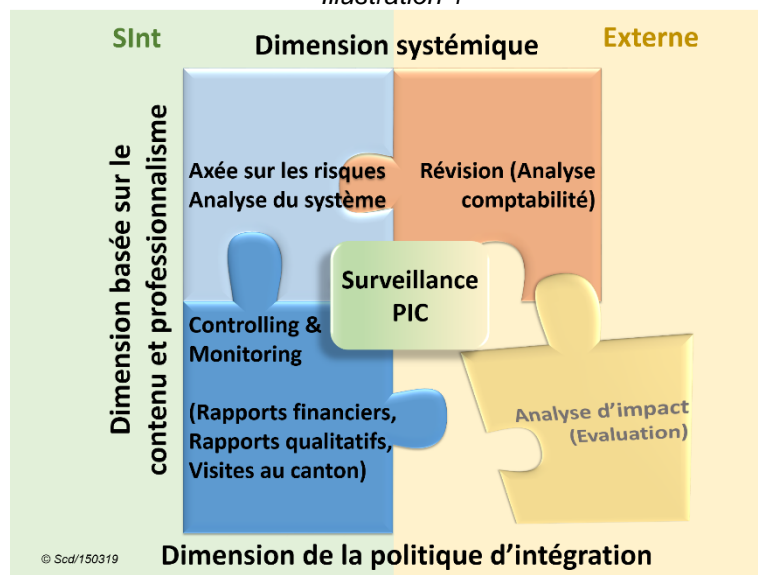 SInt
Dimension systémique
Externe
Dimension basée sur le
contenu et professionnalisme
Axée sur les risques
Analyse du système
Révision (Analyse
comptabilité)
Surveillance
PIC
Controlling &
Monitoring
(Rapports financiers,
Rapports qualitatifs,
Visites au canton)
Analyse d'impact
(Evaluation)
© Scd/150319
Dimension de la politique d'intégration